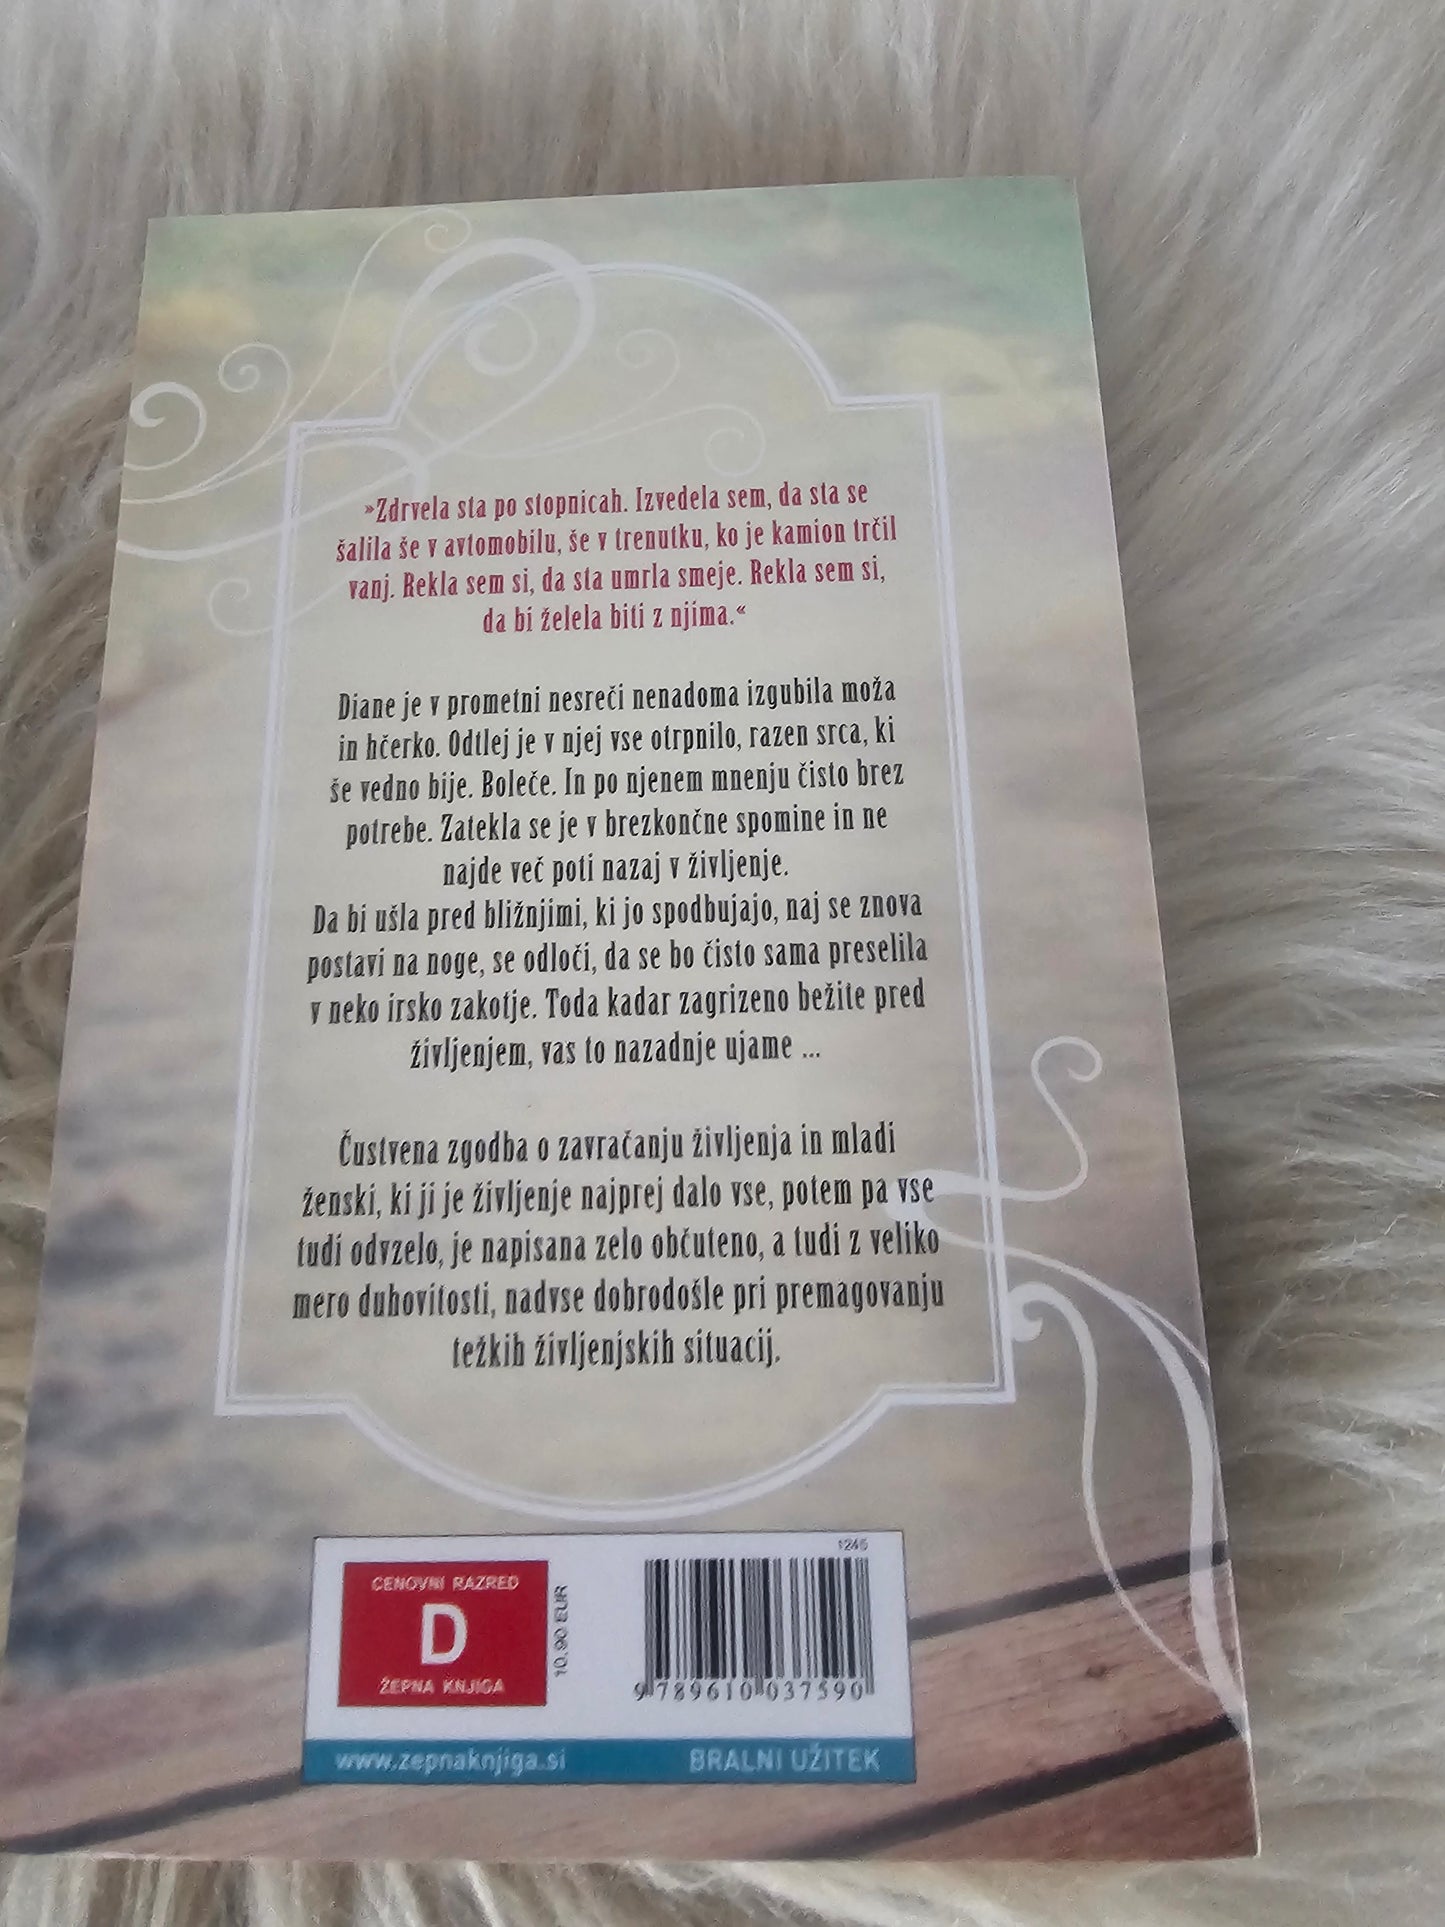 »Zdrvela sta po stopnicah. Izvedela sem, da sta se
šalila še v avtomobilu, še v trenutku, ko je kamion trčil
vanj. Rekla sem si, da sta umrla smeje. Rekla sem si,
da bi želela biti z njima.«
Diane je v prometni nesreči nenadoma izgubila moža
in hčerko. Odtlej je v njej vse otrpnilo, razen srca, ki
še vedno bije. Boleče. In po njenem mnenju čisto brez
potrebe. Zatekla se je v brezkončne spomine in ne
najde več poti nazaj v življenje.
Da bi ušla pred bližnjimi, ki jo spodbujajo, naj se znova
postavi na noge, se odloči, da se bo čisto sama preselila
v neko irsko zakotje. Toda kadar zagrizeno bežite pred
življenjem, vas to nazadnje ujame ...
Čustvena zgodba o zavračanju življenja in mladi
ženski, ki ji je življenje najprej dalo vse, potem pa vse
tudi odvzelo, je napisana zelo občuteno, a tudi z veliko
mero duhovitosti, nadvse dobrodošle pri premagovanju
težkih življenjskih situacij.
CENOVNI RAZRED
D
ŽEPNA KNJIGA
10.90 EUR
1245
9 789610 037590
www.zepnaknjiga.si
BRALNI UŽITEK